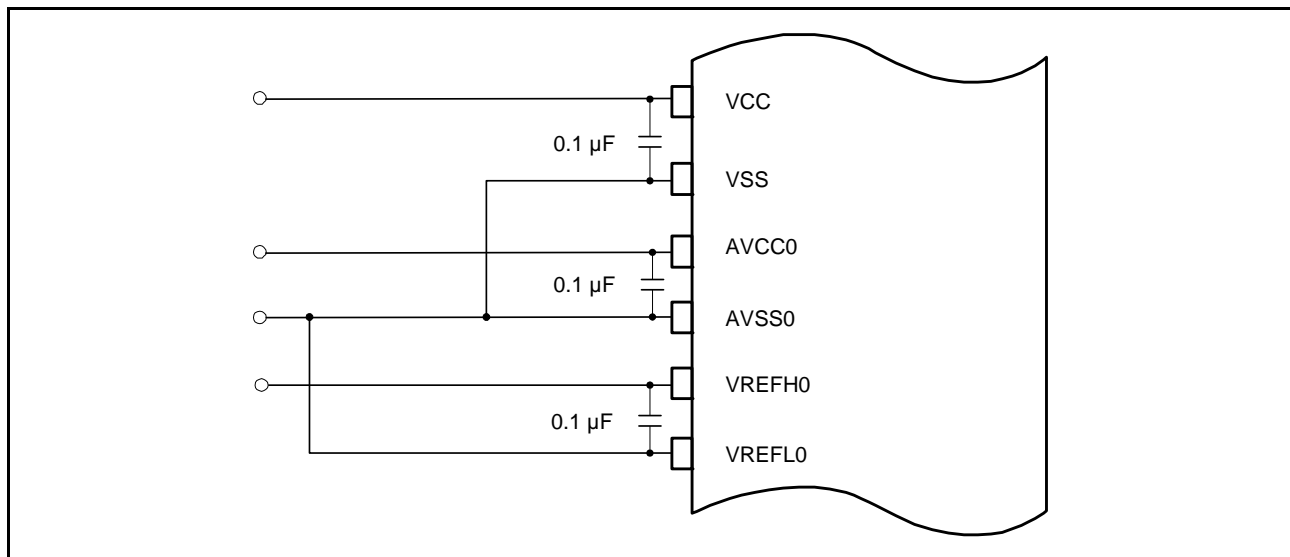 VCC
0.1 µF
VSS
AVCC0
0.1 µF
AVSS0
VREFH0
0.1 µF
VREFL0